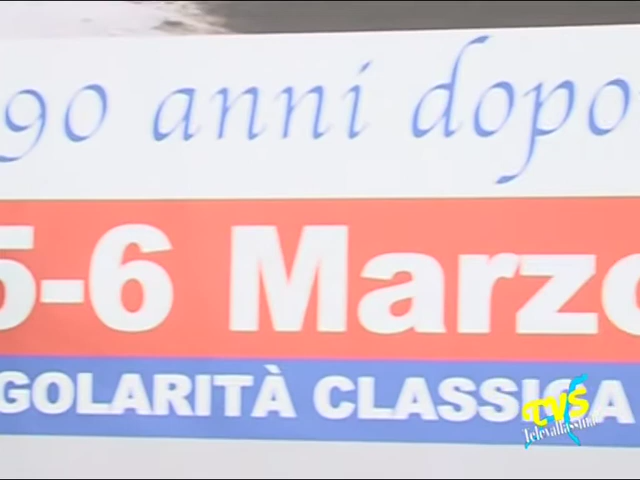 90 anni dopo
5-6 Marzo
GOLARITÀ CLASSICA
TVS
Televallassina